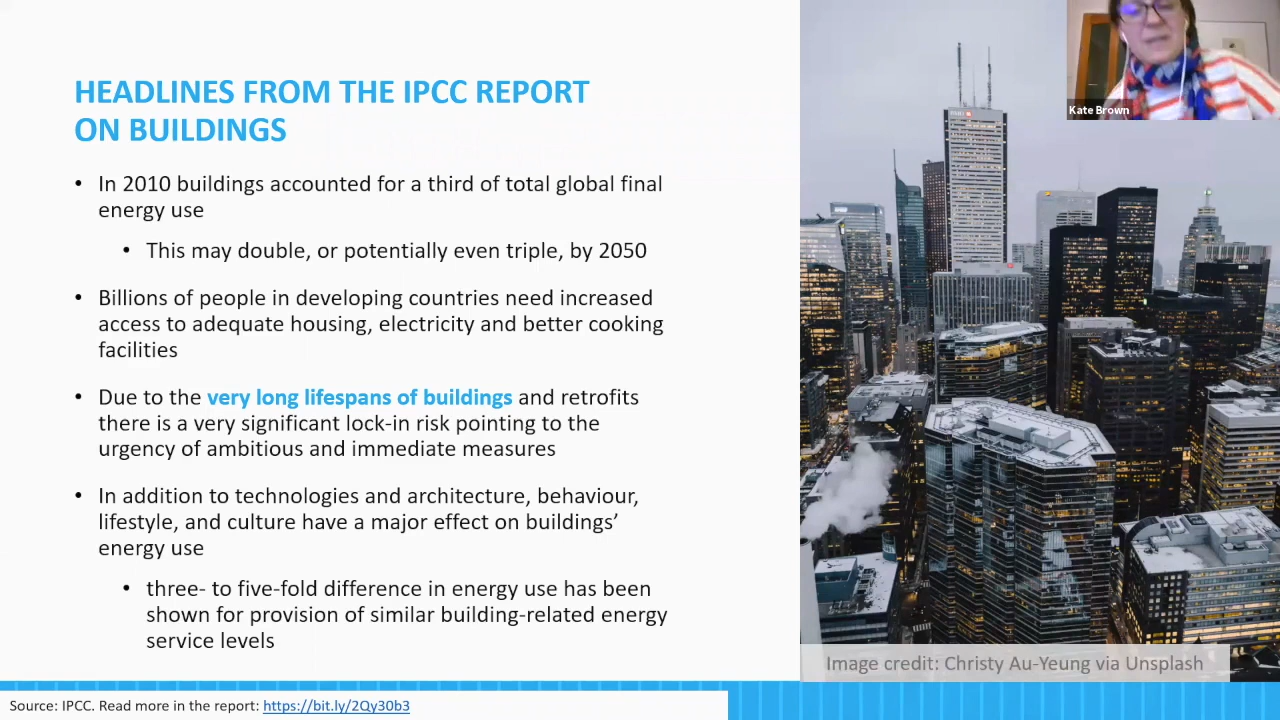 HEADLINES FROM THE IPCC REPORT
ON BUILDINGS
• In 2010 buildings accounted for a third of total global final
energy use
• This may double, or potentially even triple, by 2050
• Billions of people in developing countries need increased
access to adequate housing, electricity and better cooking
facilities
• Due to the very long lifespans of buildings and retrofits
there is a very significant lock-in risk pointing to the
urgency of ambitious and immediate measures
• In addition to technologies and architecture, behaviour,
lifestyle, and culture have a major effect on buildings’
energy use
• three- to five-fold difference in energy use has been
shown for provision of similar building-related energy
service levels
Kate Brown
Image credit: Christy Au-Yeung via Unsplash
Source: IPCC. Read more in the report: https://bit.ly/2Qy30b3